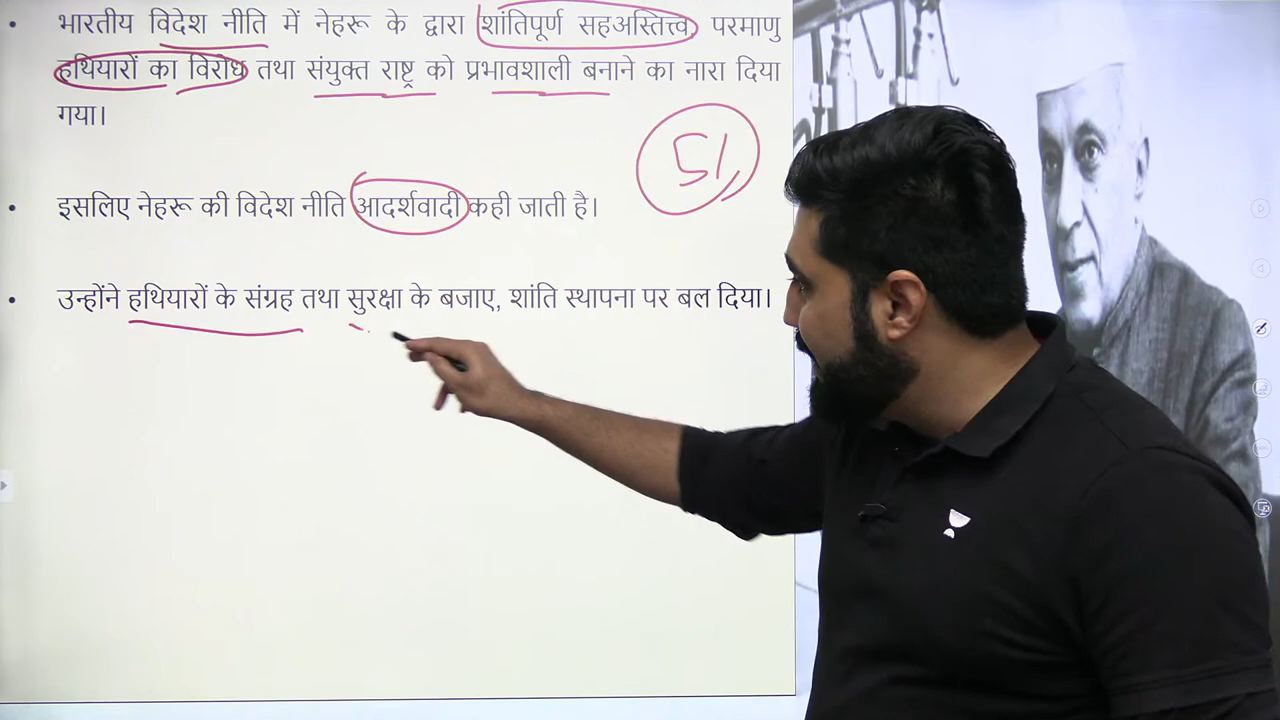 • भारतीय विदेश नीति में नेहरू के द्वारा शांतिपूर्ण सहअस्तित्त्व परमाणु
हथियारों का विरोध तथा संयुक्त राष्ट्र को प्रभावशाली बनाने का नारा दिया
गया।
51,
• इसलिए नेहरू की विदेश नीति आदर्शवादी कही जाती है।
• उन्होंने हथियारों के संग्रह तथा सुरक्षा के बजाए, शांति स्थापना पर बल दिया।